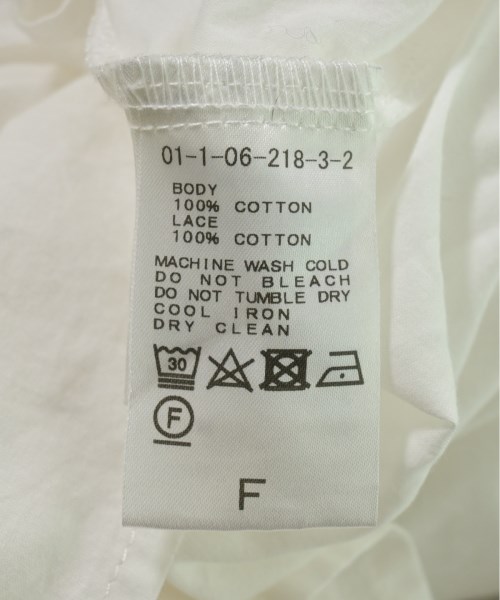 01-1-06-218-3-2
BODY
100% COTTON
LACE
100% COTTON
MACHINE WASH COLD
DO NOT BLEACH
DO NOT TUMBLE DRY
COOL IRON
DRY CLEAN
30
F
F